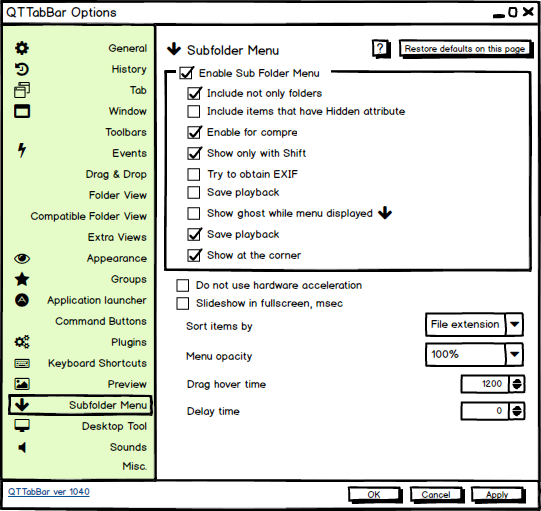 QTTabBar Options
General
History
Tab
Window
Toolbars
Events
Drag & Drop
Folder View
Compatible Folder View
Extra Views
Appearance
Groups
Application launcher
Command Buttons
Plugins
Keyboard Shortcuts
Preview
Subfolder Menu
Desktop Tool
Sounds
Misc.
Subfolder Menu
?
Restore defaults on this page
Enable Sub Folder Menu
Include not only folders
Include items that have Hidden attribute
Enable for compre
Show only with Shift
Try to obtain EXIF
Save playback
Show ghost while menu displayed
Save playback
Show at the corner
Do not use hardware acceleration
Slideshow in fullscreen, msec
Sort items by File extension
Menu opacity 100%
Drag hover time 1200
Delay time 0
QTTabBar ver 1040
OK Cancel Apply